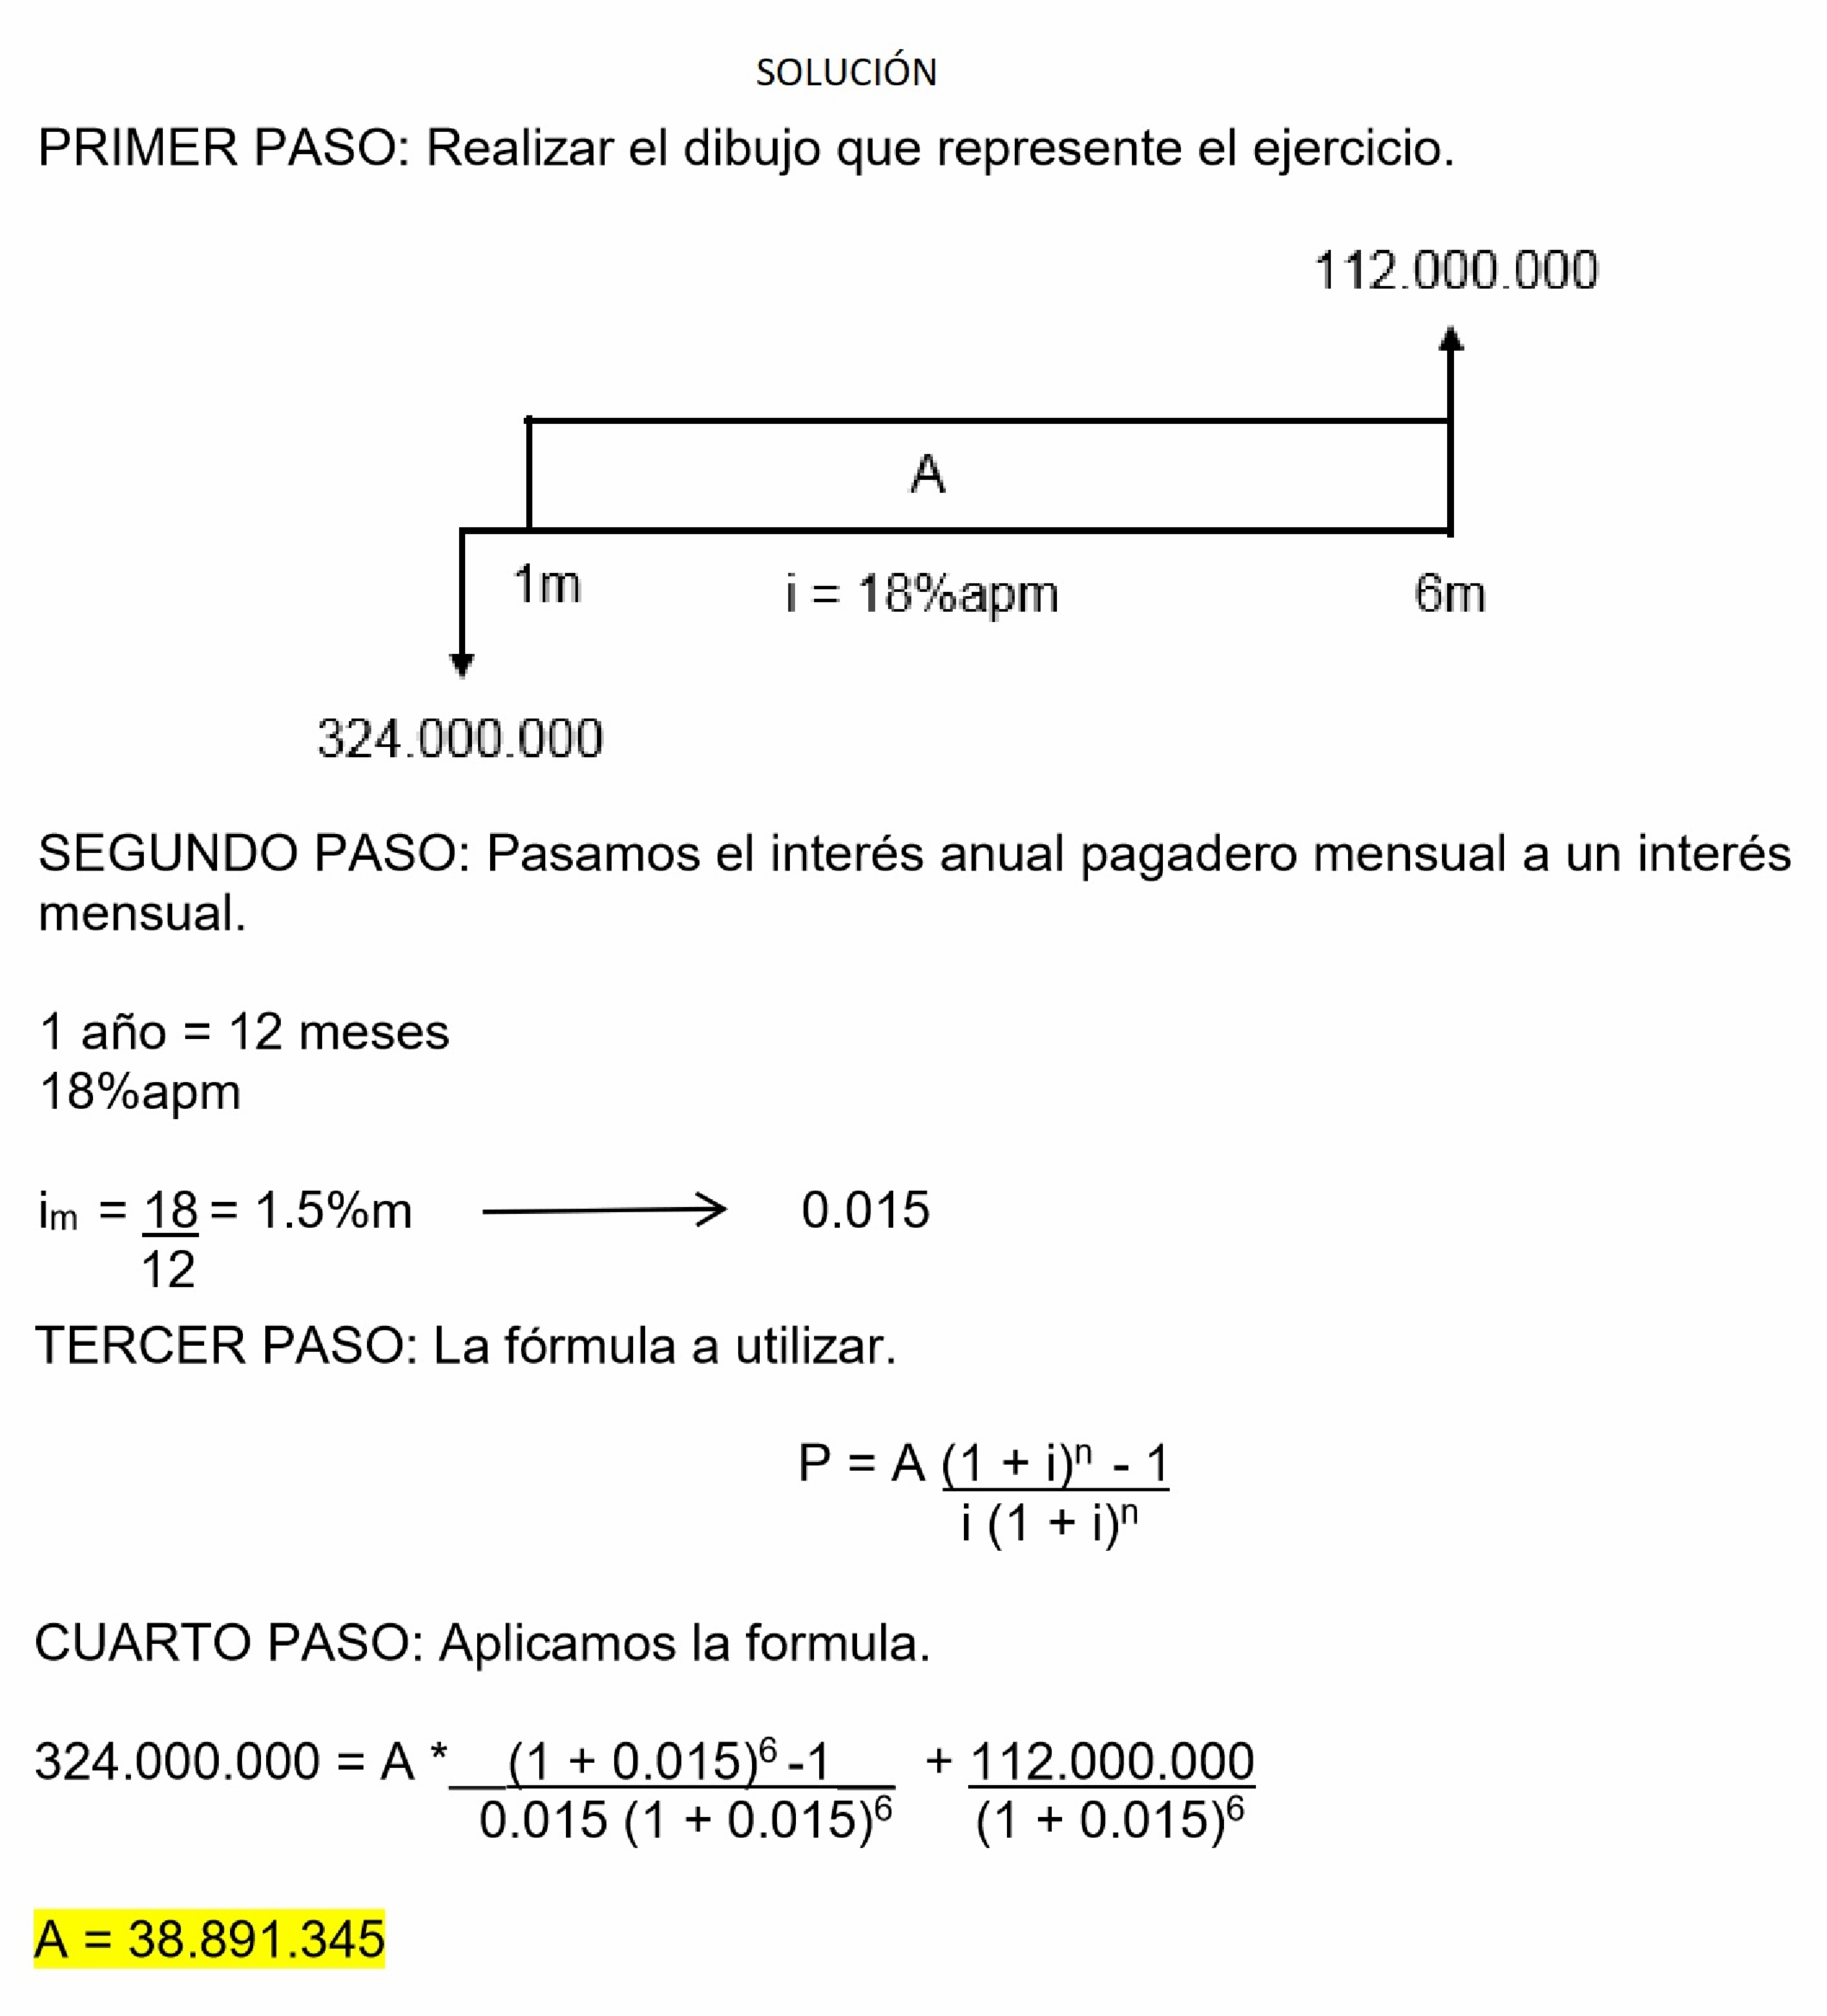 SOLUCIÓN
PRIMER PASO: Realizar el dibujo que represente el ejercicio.
112.000.000
A
1m
i = 18%apm
6m
324.000.000
SEGUNDO PASO: Pasamos el interés anual pagadero mensual a un interés
mensual.
1 año = 12 meses
18%apm
im = 18 = 1.5%m 0.015
12
TERCER PASO: La fórmula a utilizar.
P = A (1 + i)ⁿ - 1
i (1 + i)ⁿ
CUARTO PASO: Aplicamos la formula.
324.000.000 = A * (1 + 0.015)⁶ -1 + 112.000.000
0.015 (1 + 0.015)⁶ (1 + 0.015)⁶
A = 38.891.345